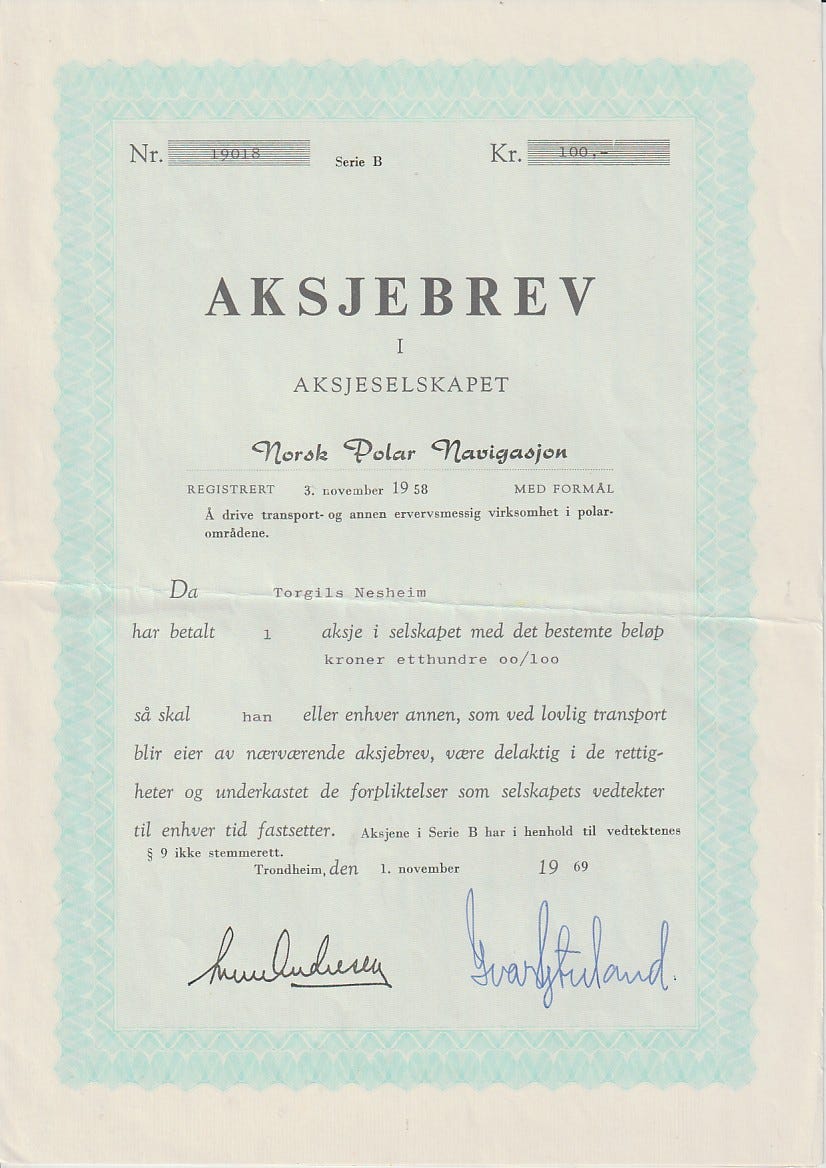 Nr. 19018 Serie B Kr. 100,-
AKSJEBREV
I
AKSJESELSKAPET
Norsk Polar Navigasjon
REGISTRERT 3. november 19 58 MED FORMÅL
Å drive transport- og annen ervervsmessig virksomhet i polar-
områdene.
Da Torgils Nesheim
har betalt 1 aksje i selskapet med det bestemte beløp
kroner etthundre oo/loo
så skal han eller enhver annen, som ved lovlig transport
blir eier av nærværende aksjebrev, være delaktig i de rettig-
heter og underkastet de forpliktelser som selskapets vedtekter
til enhver tid fastsetter. Aksjene i Serie B har i henhold til vedtektenes
§ 9 ikke stemmerett.
Trondheim, den 1. november 19 69